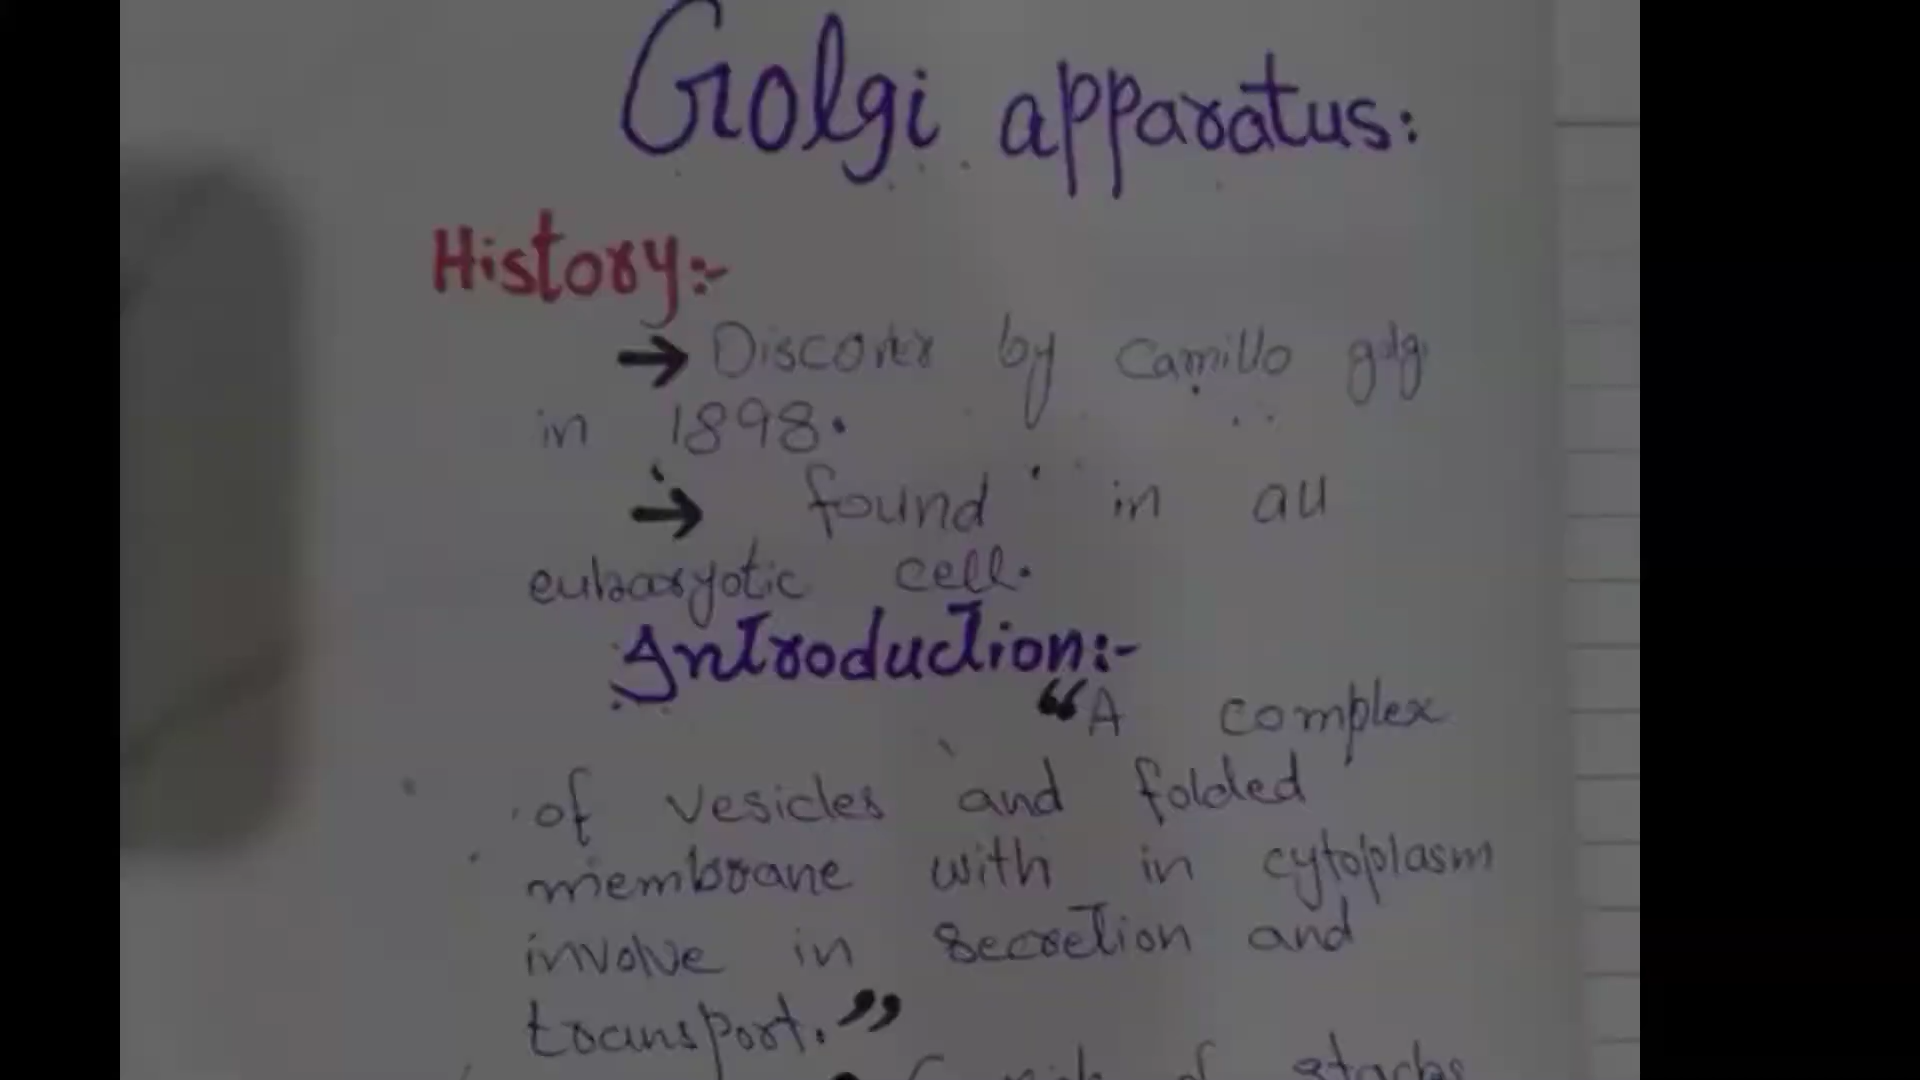 Golgi apparatus:
History:-
→ Discover by Camillo golgi
in 1898.
→ found in all
eukaryotic cell.
Introduction:-
“A complex
of vesicles and folded
membrane with in cytoplasm
involve in secretion and
transport.”
stacks